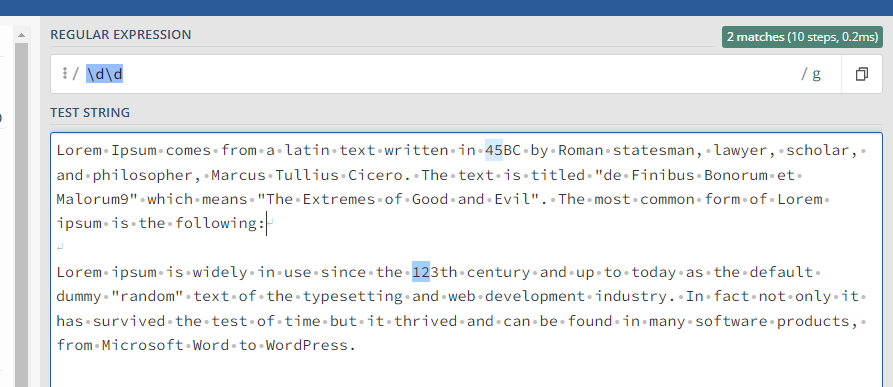 REGULAR EXPRESSION
2 matches (10 steps, 0.2ms)
/ \d\d / g
TEST STRING
Lorem Ipsum comes from a latin text written in 45BC by Roman statesman, lawyer, scholar,
and philosopher, Marcus Tullius Cicero. The text is titled "de Finibus Bonorum et
Malorum9" which means "The Extremes of Good and Evil". The most common form of Lorem
ipsum is the following:
Lorem ipsum is widely in use since the 123th century and up to today as the default
dummy "random" text of the typesetting and web development industry. In fact not only it
has survived the test of time but it thrived and can be found in many software products,
from Microsoft Word to WordPress.